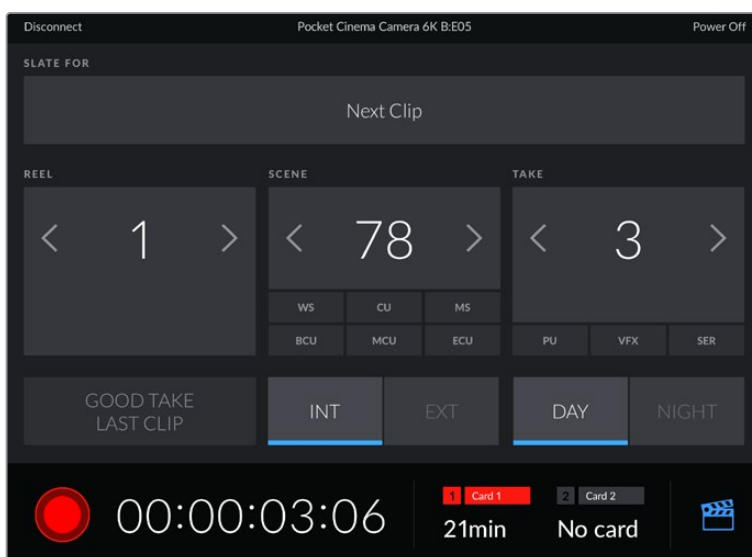 Disconnect Pocket Cinema Camera 6K B:E05 Power Off
SLATE FOR
Next Clip
REEL SCENE TAKE
< 1 > < 78 > < 3 >
WS CU MS
BCU MCU ECU PU VFX SER
GOOD TAKE
LAST CLIP
INT EXT DAY NIGHT
00:00:03:06
1 Card 1 2 Card 2
21min No card